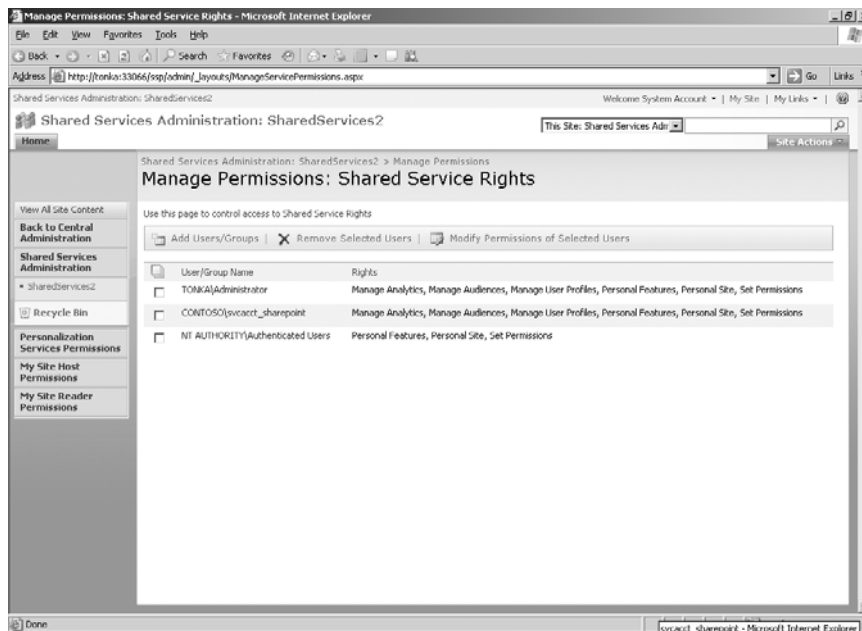 Manage Permissions: Shared Service Rights - Microsoft Internet Explorer
File Edit View Favorites Tools Help
Back Search Favorites
Address http://tonka:33066/ssp/admin/_layouts/ManageServicePermissions.aspx Go Links
Shared Services Administration: SharedServices2 Welcome System Account | My Site | My Links |
Shared Services Administration: SharedServices2 This Site: Shared Services Adm
Home Site Actions
Shared Services Administration: SharedServices2 > Manage Permissions
Manage Permissions: Shared Service Rights
View All Site Content
Back to Central
Administration
Shared Services
Administration
SharedServices2
Recycle Bin
Personalization
Services Permissions
My Site Host
Permissions
My Site Reader
Permissions
Use this page to control access to Shared Service Rights
Add Users/Groups | Remove Selected Users | Modify Permissions of Selected Users
User/Group Name Rights
TONKA\Administrator Manage Analytics, Manage Audiences, Manage User Profiles, Personal Features, Personal Site, Set Permissions
CONTOSO\svcacct_sharepoint Manage Analytics, Manage Audiences, Manage User Profiles, Personal Features, Personal Site, Set Permissions
NT AUTHORITY\Authenticated Users Personal Features, Personal Site, Set Permissions
Done
svcacct_sharepoint - Microsoft Internet Explorer